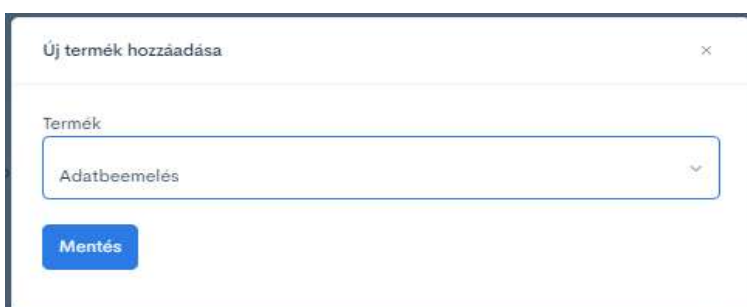 Új termék hozzáadása
Termék
Adatbeemelés
Mentés